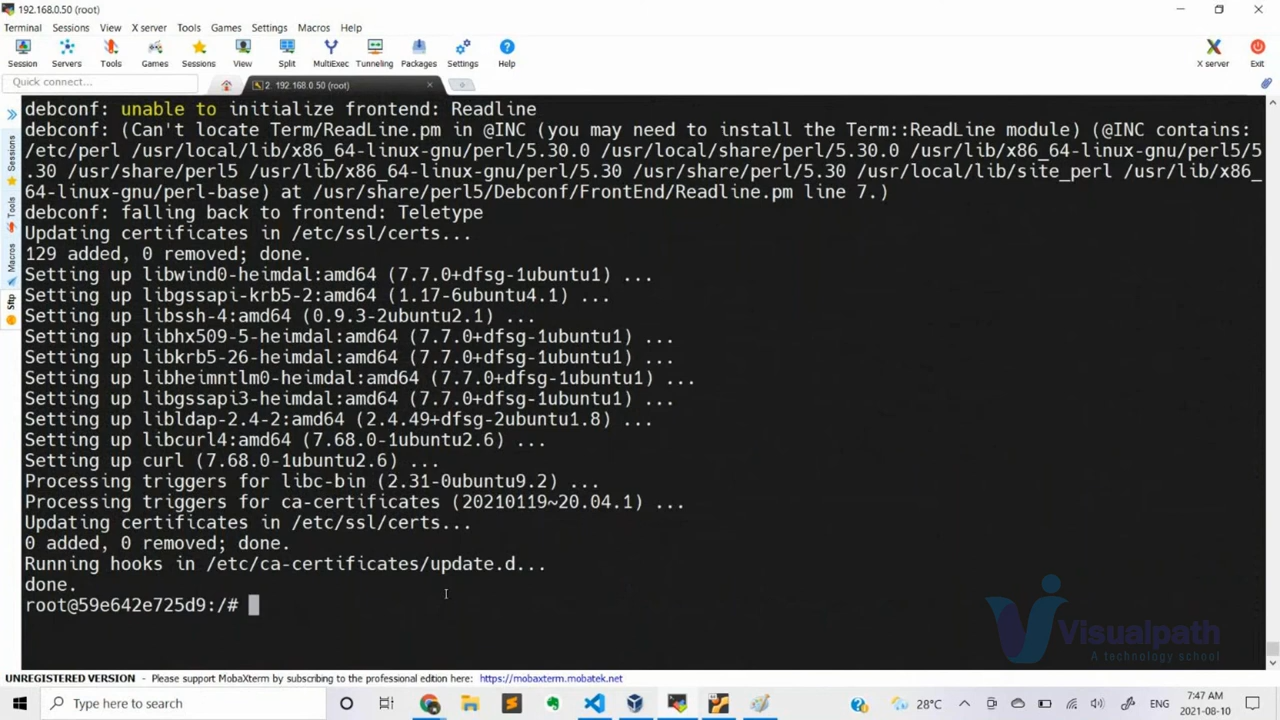 192.168.0.50 (root)
Terminal Sessions View X server Tools Games Settings Macros Help
Session Servers Tools Games Sessions View Split MultiExec Tunneling Packages Settings Help X server Exit
Quick connect... 2. 192.168.0.50 (root)
Sessions
Tools
Macros
Sftp
debconf: unable to initialize frontend: Readline
debconf: (Can't locate Term/ReadLine.pm in @INC (you may need to install the Term::ReadLine module) (@INC contains:
/etc/perl /usr/local/lib/x86_64-linux-gnu/perl/5.30.0 /usr/local/share/perl/5.30.0 /usr/lib/x86_64-linux-gnu/perl5/5
.30 /usr/share/perl5 /usr/lib/x86_64-linux-gnu/perl/5.30 /usr/share/perl/5.30 /usr/local/lib/site_perl /usr/lib/x86_
64-linux-gnu/perl-base) at /usr/share/perl5/Debconf/FrontEnd/Readline.pm line 7.)
debconf: falling back to frontend: Teletype
Updating certificates in /etc/ssl/certs...
129 added, 0 removed; done.
Setting up libwind0-heimdal:amd64 (7.7.0+dfsg-1ubuntu1) ...
Setting up libgssapi-krb5-2:amd64 (1.17-6ubuntu4.1) ...
Setting up libssh-4:amd64 (0.9.3-2ubuntu2.1) ...
Setting up libhx509-5-heimdal:amd64 (7.7.0+dfsg-1ubuntu1) ...
Setting up libkrb5-26-heimdal:amd64 (7.7.0+dfsg-1ubuntu1) ...
Setting up libheimntlm0-heimdal:amd64 (7.7.0+dfsg-1ubuntu1) ...
Setting up libgssapi3-heimdal:amd64 (7.7.0+dfsg-1ubuntu1) ...
Setting up libldap-2.4-2:amd64 (2.4.49+dfsg-2ubuntu1.8) ...
Setting up libcurl4:amd64 (7.68.0-1ubuntu2.6) ...
Setting up curl (7.68.0-1ubuntu2.6) ...
Processing triggers for libc-bin (2.31-0ubuntu9.2) ...
Processing triggers for ca-certificates (20210119~20.04.1) ...
Updating certificates in /etc/ssl/certs...
0 added, 0 removed; done.
Running hooks in /etc/ca-certificates/update.d...
done.
root@59e642e725d9:/#
Visualpath
A technology school
UNREGISTERED VERSION - Please support MobaXterm by subscribing to the professional edition here: https://mobaxterm.mobatek.net
Type here to search 28°C ENG 7:47 AM
2021-08-10